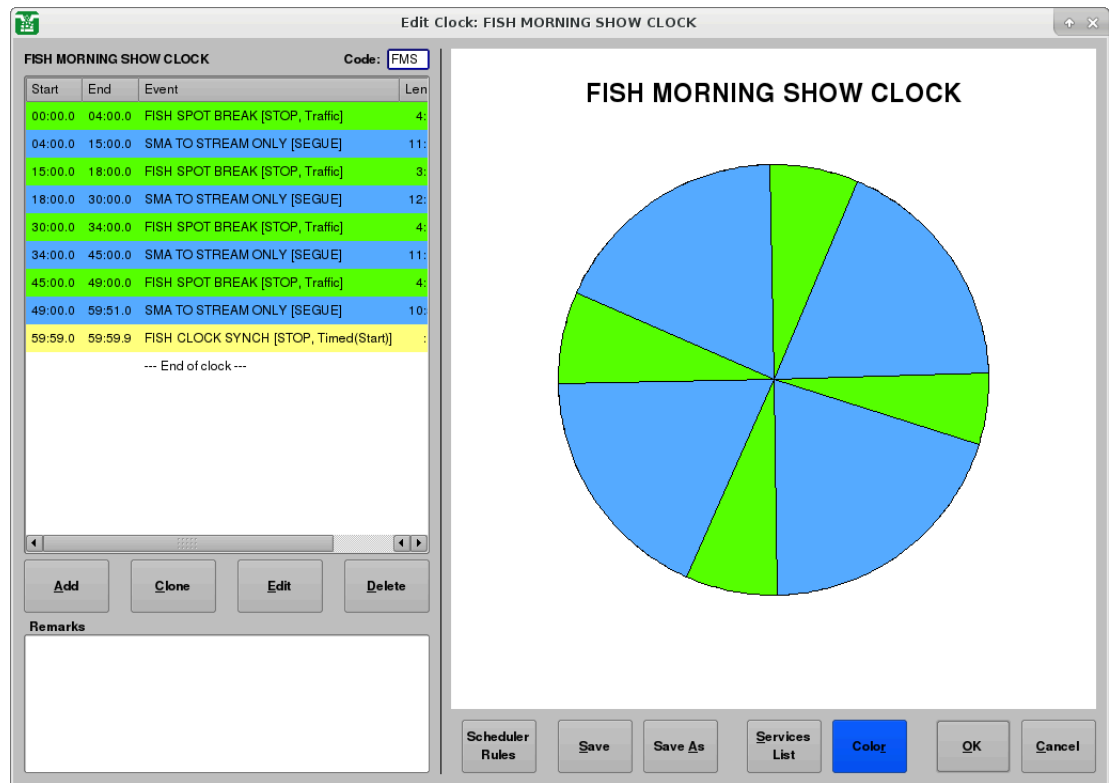 Edit Clock: FISH MORNING SHOW CLOCK
FISH MORNING SHOW CLOCK Code: FMS
Start End Event Len
00:00.0 04:00.0 FISH SPOT BREAK [STOP, Traffic] 4:
04:00.0 15:00.0 SMA TO STREAM ONLY [SEGUE] 11:
15:00.0 18:00.0 FISH SPOT BREAK [STOP, Traffic] 3:
18:00.0 30:00.0 SMA TO STREAM ONLY [SEGUE] 12:
30:00.0 34:00.0 FISH SPOT BREAK [STOP, Traffic] 4:
34:00.0 45:00.0 SMA TO STREAM ONLY [SEGUE] 11:
45:00.0 49:00.0 FISH SPOT BREAK [STOP, Traffic] 4:
49:00.0 59:51.0 SMA TO STREAM ONLY [SEGUE] 10:
59:59.0 59:59.9 FISH CLOCK SYNCH [STOP, Timed(Start)] :
--- End of clock ---
Add Clone Edit Delete
Remarks
FISH MORNING SHOW CLOCK
Scheduler Rules Save Save As Services List Color OK Cancel